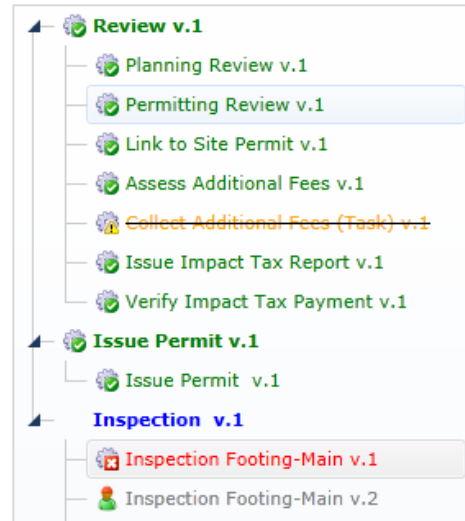 Review v.1
Planning Review v.1
Permitting Review v.1
Link to Site Permit v.1
Assess Additional Fees v.1
Collect Additional Fees (Task) v.1
Issue Impact Tax Report v.1
Verify Impact Tax Payment v.1
Issue Permit v.1
Issue Permit v.1
Inspection v.1
Inspection Footing-Main v.1
Inspection Footing-Main v.2